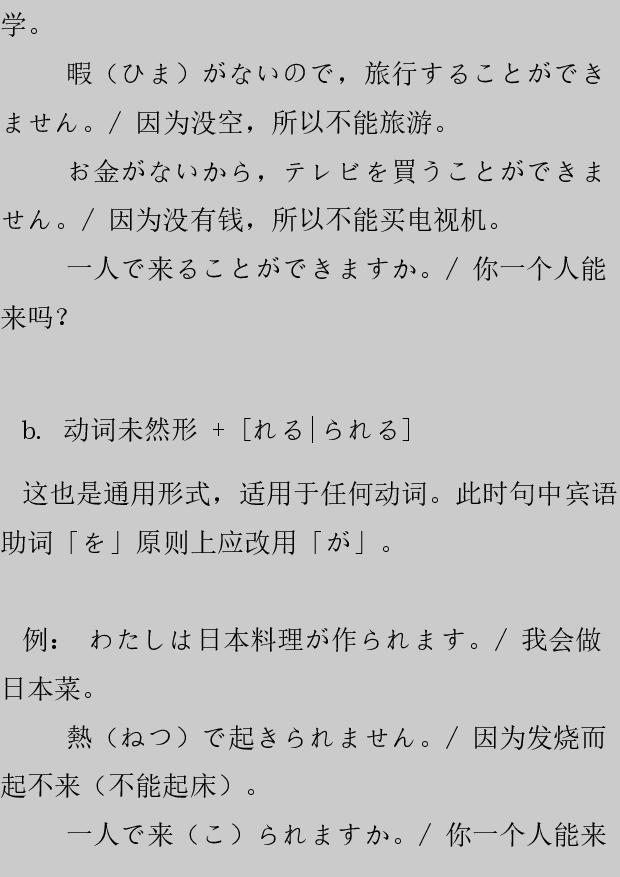 学。
暇（ひま）がないので，旅行することができ
ません。/ 因为没空，所以不能旅游。
お金がないから，テレビを買うことができま
せん。/ 因为没有钱，所以不能买电视机。
一人で来ることができますか。/ 你一个人能
来吗？
b. 动词未然形 + [れる|られる]
这也是通用形式，适用于任何动词。此时句中宾语
助词「を」原则上应改用「が」。
例： わたしは日本料理が作られます。/ 我会做
日本菜。
熱（ねつ）で起きられません。/ 因为发烧而
起不来（不能起床）。
一人で来（こ）られますか。/ 你一个人能来